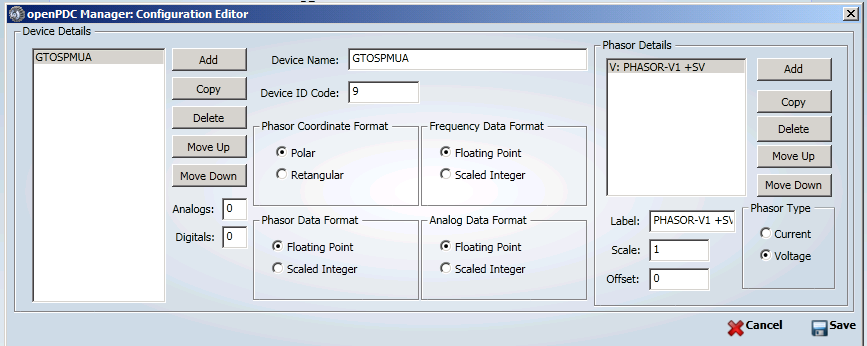 openPDC Manager: Configuration Editor
Device Details
GTOSPMUA
Add
Copy
Delete
Move Up
Move Down
Analogs: 0
Digitals: 0
Device Name: GTOSPMUA
Device ID Code: 9
Phasor Coordinate Format
Polar
Retangular
Frequency Data Format
Floating Point
Scaled Integer
Phasor Data Format
Floating Point
Scaled Integer
Analog Data Format
Floating Point
Scaled Integer
Phasor Details
V: PHASOR-V1 +SV
Add
Copy
Delete
Move Up
Move Down
Label: PHASOR-V1 +SV
Scale: 1
Offset: 0
Phasor Type
Current
Voltage
Cancel
Save